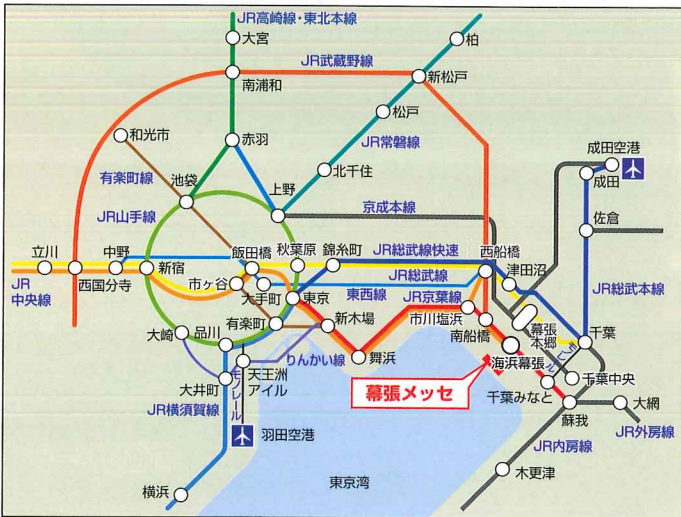 JR高崎線・東北本線
大宮
柏
JR武蔵野線
南浦和
新松戸
松戸
和光市
赤羽
JR常磐線
成田空港
有楽町線
池袋
北千住
上野
成田
京成本線
JR山手線
佐倉
飯田橋
秋葉原
錦糸町
JR総武線快速
西船橋
立川
中野
新宿
JR総武線
津田沼
JR
中央線
西国分寺
市ヶ谷
大手町
東京
東西線
JR総武本線
JR京葉線
品川
有楽町
新木場
市川塩浜
幕張
本郷
千葉
大崎
南船橋
りんかい線
舞浜
海浜幕張
天王洲
アイル
大井町
モノレール
幕張メッセ
千葉中央
千葉みなと
JR横須賀線
蘇我
大網
羽田空港
JR内房線
JR外房線
木更津
横浜
東京湾